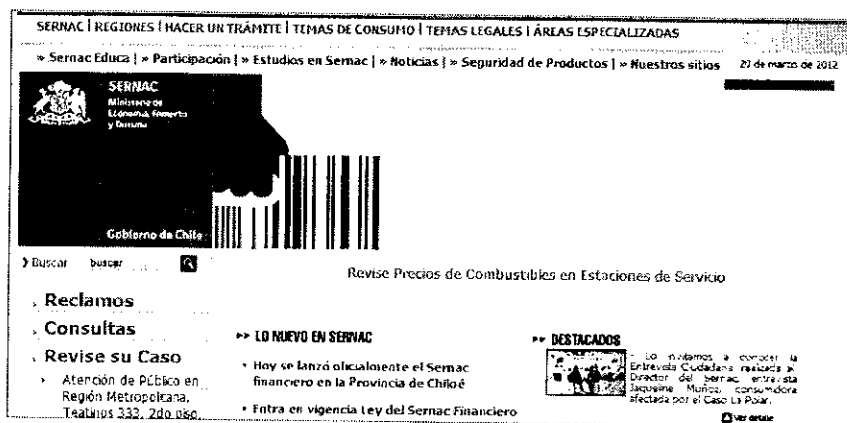 SERNAC | REGIONES | HACER UN TRÁMITE | TEMAS DE CONSUMO | TEMAS LEGALES | ÁREAS ESPECIALIZADAS
» Sernac Educa | » Participación | » Estudios en Sernac | » Noticias | » Seguridad de Productos | » Nuestros sitios
29 de marzo de 2012
SERNAC
Ministerio de
Economía, Fomento
y Turismo
Gobierno de Chile
Buscar buscar
Revise Precios de Combustibles en Estaciones de Servicio
Reclamos
Consultas
Revise su Caso
Atención de Público en
Región Metropolitana,
Teatinos 333, 2do piso,
LO NUEVO EN SERNAC
• Hoy se lanzó oficialmente el Sernac
financiero en la Provincia de Chiloé
• Entra en vigencia Ley del Sernac Financiero
DESTACADOS
Lo invitamos a conocer la
Entrevista Ciudadana realizada al
Director del Sernac, entrevista
Jaqueline Muñoz, consumidora
afectada por el Caso La Polar.
Ver detalle